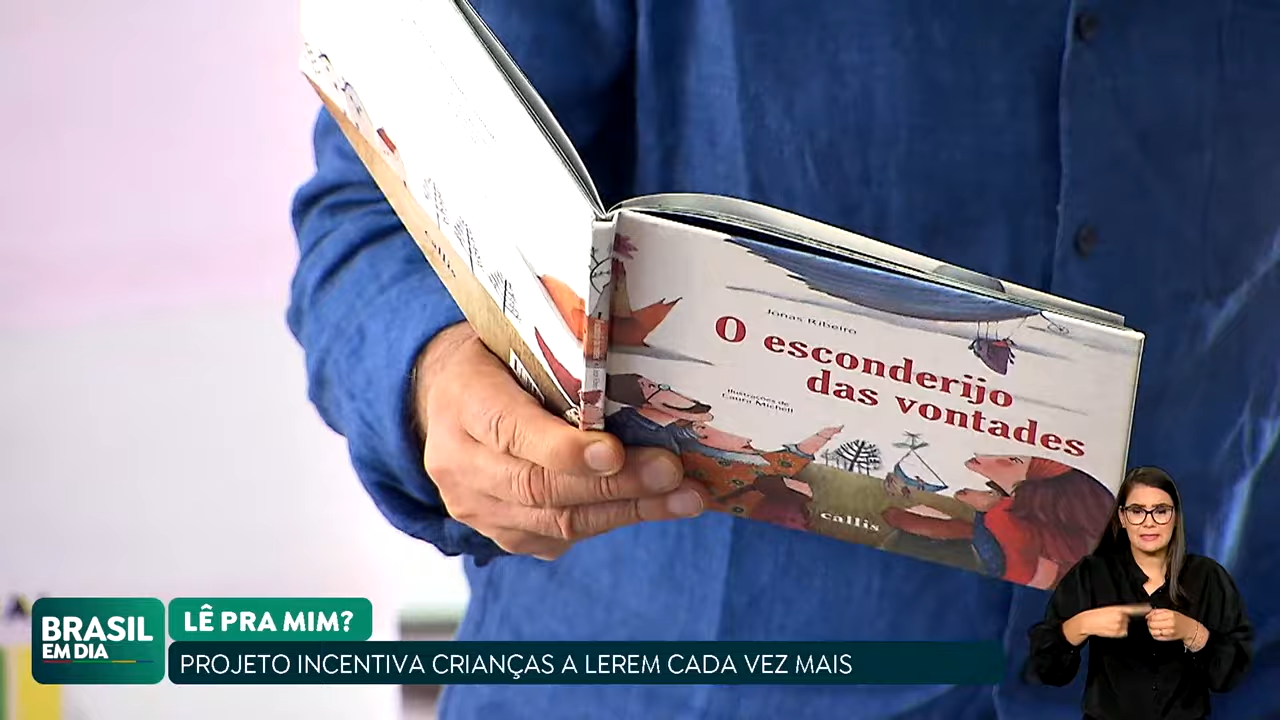 Jonas Ribeiro
O esconderijo
das vontades
Ilustrações de
Laura Michell
callis
callis
BRASIL
EM DIA
LÊ PRA MIM?
PROJETO INCENTIVA CRIANÇAS A LEREM CADA VEZ MAIS